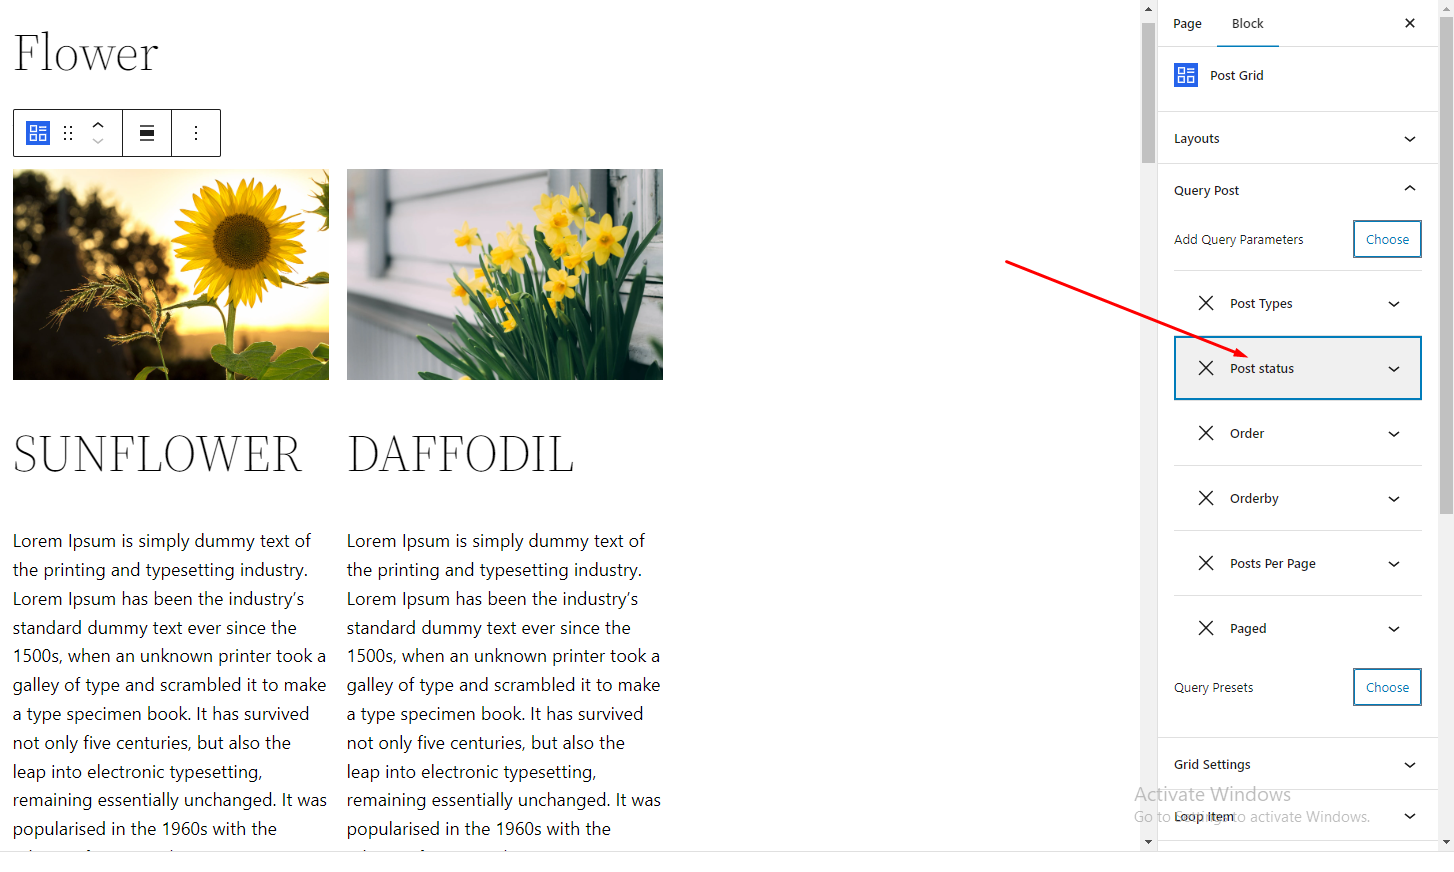 Flower
SUNFLOWER
Lorem Ipsum is simply dummy text of
the printing and typesetting industry.
Lorem Ipsum has been the industry’s
standard dummy text ever since the
1500s, when an unknown printer took a
galley of type and scrambled it to make
a type specimen book. It has survived
not only five centuries, but also the
leap into electronic typesetting,
remaining essentially unchanged. It was
popularised in the 1960s with the
DAFFODIL
Lorem Ipsum is simply dummy text of
the printing and typesetting industry.
Lorem Ipsum has been the industry’s
standard dummy text ever since the
1500s, when an unknown printer took a
galley of type and scrambled it to make
a type specimen book. It has survived
not only five centuries, but also the
leap into electronic typesetting,
remaining essentially unchanged. It was
popularised in the 1960s with the
Page Block
Post Grid
Layouts
Query Post
Add Query Parameters Choose
Post Types
Post status
Order
Orderby
Posts Per Page
Paged
Query Presets Choose
Grid Settings
Activate Windows
Go to Settings to activate Windows.
Loop Item